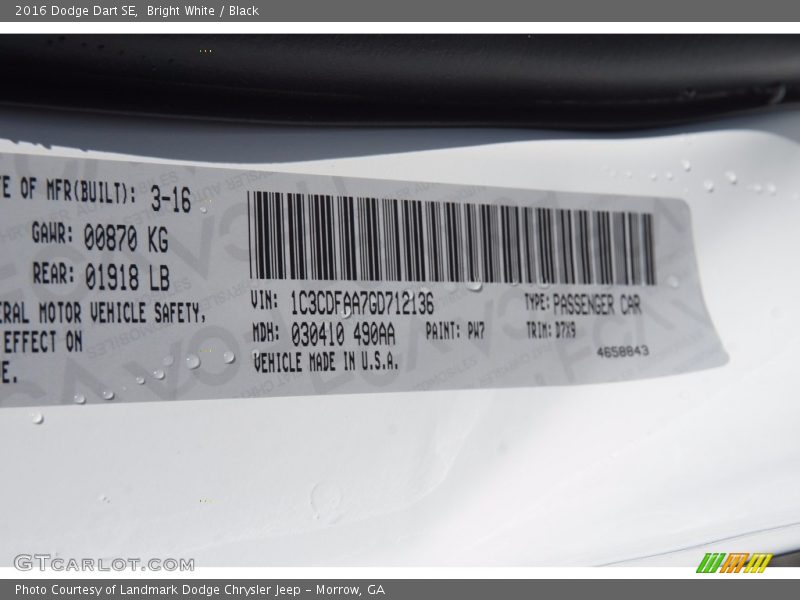 2016 Dodge Dart SE,  Bright White / Black
TE OF MFR(BUILT): 3-16
GAWR: 00870 KG
REAR: 01918 LB
ERAL MOTOR VEHICLE SAFETY,
EFFECT ON
E.
VIN: 1C3CDFAA7GD712136
TYPE: PASSENGER CAR
MDH: 030410 490AA
PAINT: PW7
TRIM: D7X9
VEHICLE MADE IN U.S.A.
4658843
GTCARLOT.COM
Photo Courtesy of Landmark Dodge Chrysler Jeep - Morrow, GA